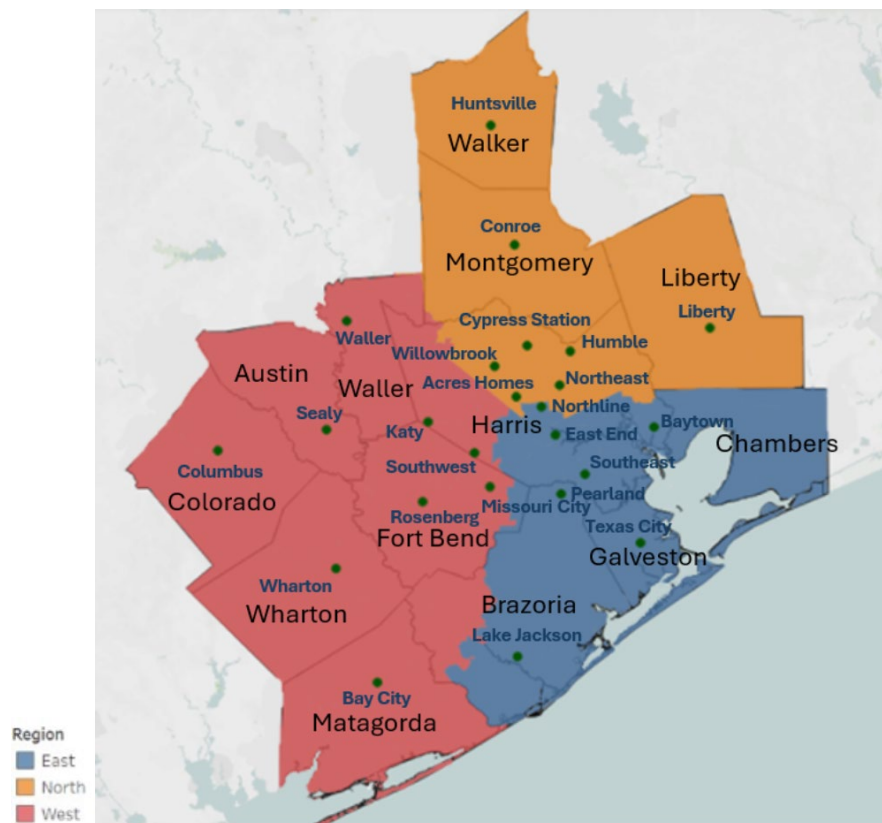 Huntsville
Walker
Conroe
Montgomery
Liberty
Liberty
Cypress Station
Waller
Willowbrook
Humble
Austin
Waller
Acres Homes
Northeast
Sealy
Katy
Harris
Northline
Baytown
East End
Chambers
Columbus
Southwest
Southeast
Colorado
Missouri City
Pearland
Rosenberg
Texas City
Fort Bend
Galveston
Wharton
Wharton
Brazoria
Lake Jackson
Bay City
Matagorda
Region
East
North
West